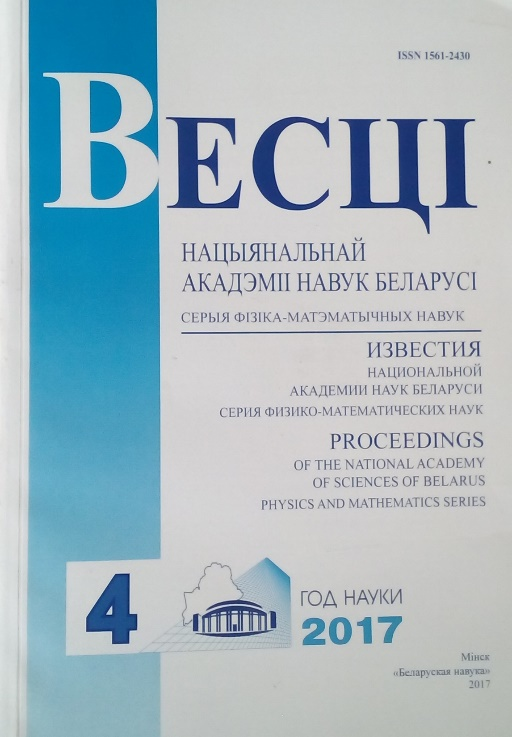 ISSN 1561-2430
ВЕСЦІ
НАЦЫЯНАЛЬНАЙ
АКАДЭМІІ НАВУК БЕЛАРУСІ
СЕРЫЯ ФІЗІКА-МАТЭМАТЫЧНЫХ НАВУК
ИЗВЕСТИЯ
НАЦИОНАЛЬНОЙ
АКАДЕМИИ НАУК БЕЛАРУСИ
СЕРИЯ ФИЗИКО-МАТЕМАТИЧЕСКИХ НАУК
PROCEEDINGS
OF THE NATIONAL ACADEMY
OF SCIENCES OF BELARUS
PHYSICS AND MATHEMATICS SERIES
4
ГОД НАУКИ
2017
Мінск
«Беларуская навука»
2017